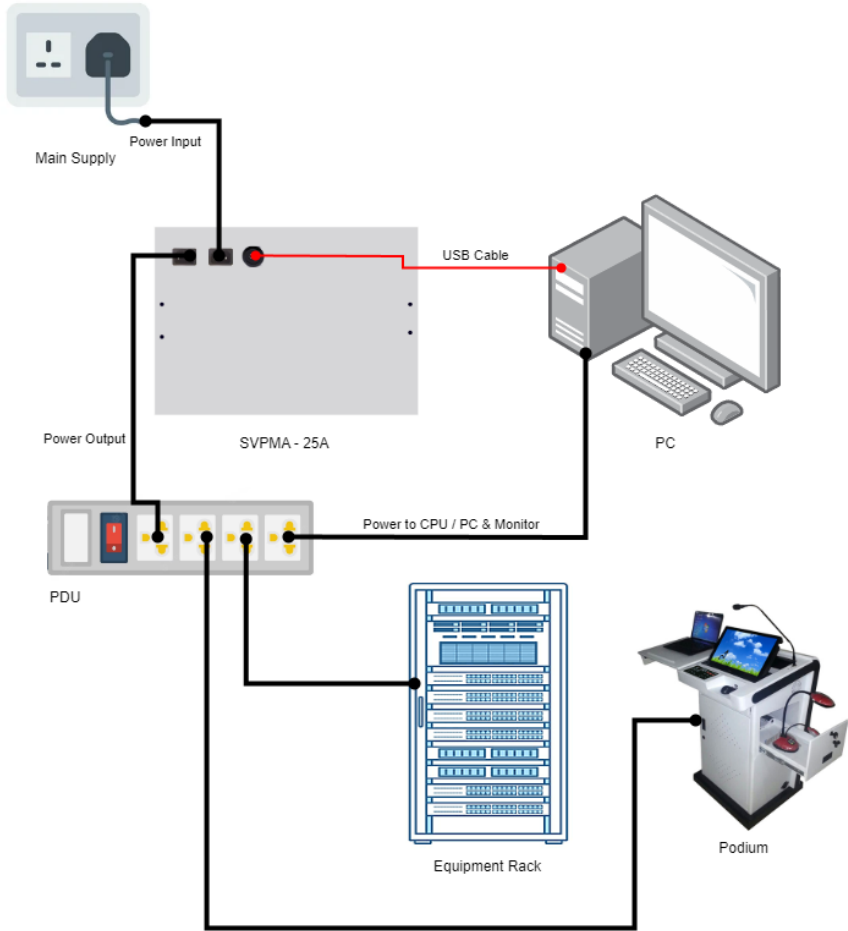 Power Input
Main Supply
USB Cable
Power Output
SVPMA - 25A
PC
Power to CPU / PC & Monitor
PDU
Podium
Equipment Rack